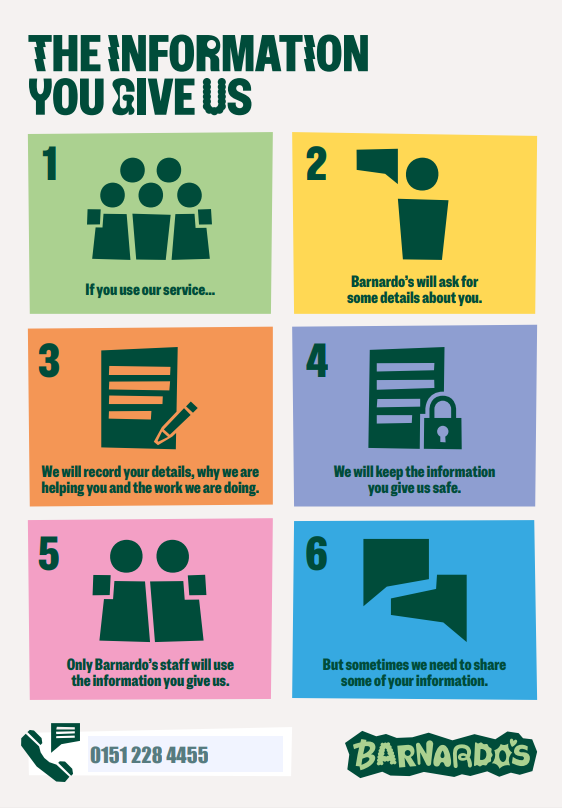 THE INFORMATION
YOU GIVE US
1
If you use our service...
2
Barnardo's will ask for
some details about you.
3
We will record your details, why we are
helping you and the work we are doing.
4
We will keep the information
you give us safe.
5
Only Barnardo's staff will use
the information you give us.
6
But sometimes we need to share
some of your information.
0151 228 4455
BARNARDO'S